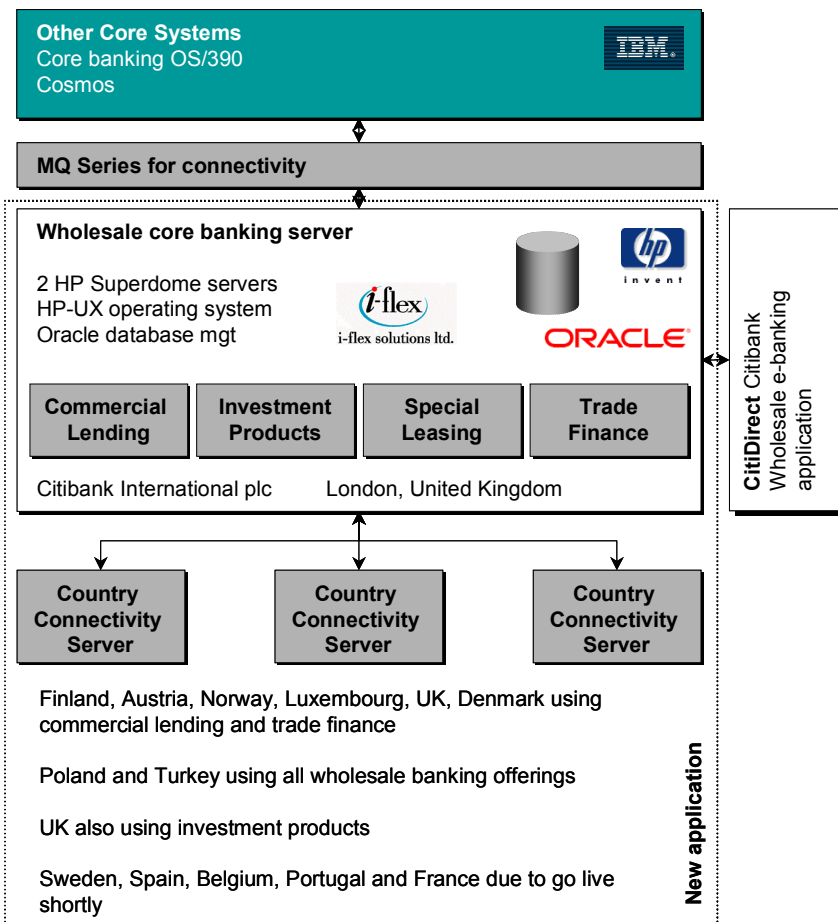 Other Core Systems
Core banking OS/390
Cosmos
IBM.
MQ Series for connectivity
Wholesale core banking server
2 HP Superdome servers
HP-UX operating system
Oracle database mgt
i-flex
i-flex solutions ltd.
hp
invent
ORACLE
Commercial
Lending
Investment
Products
Special
Leasing
Trade
Finance
Citibank International plc
London, United Kingdom
CitiDirect Citibank
Wholesale e-banking
application
Country
Connectivity
Server
Country
Connectivity
Server
Country
Connectivity
Server
Finland, Austria, Norway, Luxembourg, UK, Denmark using
commercial lending and trade finance
Poland and Turkey using all wholesale banking offerings
UK also using investment products
Sweden, Spain, Belgium, Portugal and France due to go live
shortly
New application